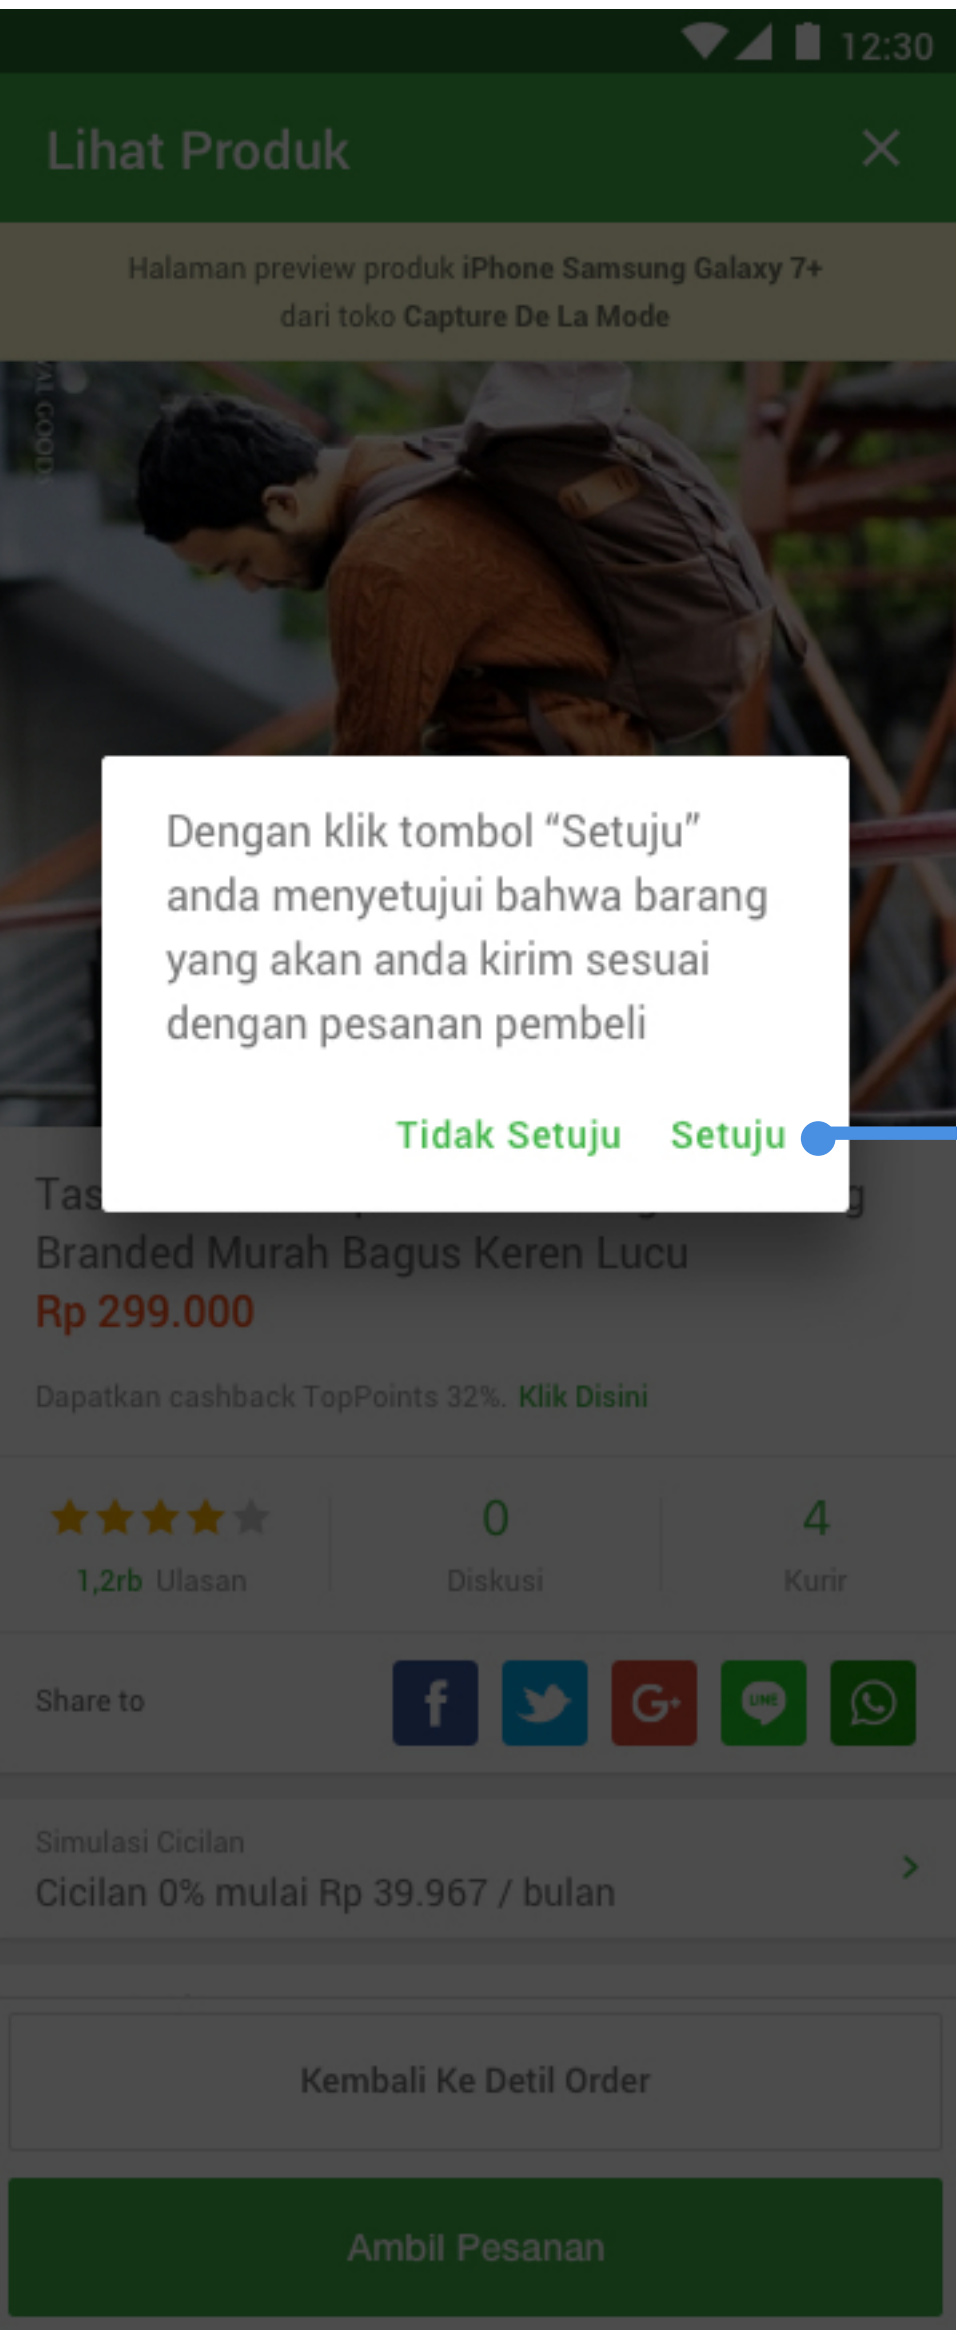 12:30
Lihat Produk
Halaman preview produk iPhone Samsung Galaxy 7+
dari toko Capture De La Mode
GOODS
Dengan klik tombol “Setuju”
anda menyetujui bahwa barang
yang akan anda kirim sesuai
dengan pesanan pembeli
Tidak Setuju Setuju
Branded Murah Bagus Keren Lucu
Rp 299.000
Dapatkan cashback TopPoints 32%. Klik Disini
0 4
1,2rb Ulasan Diskusi Kurir
Share to f G+ LINE
Simulasi Cicilan
Cicilan 0% mulai Rp 39.967 / bulan
Kembali Ke Detil Order
Ambil Pesanan